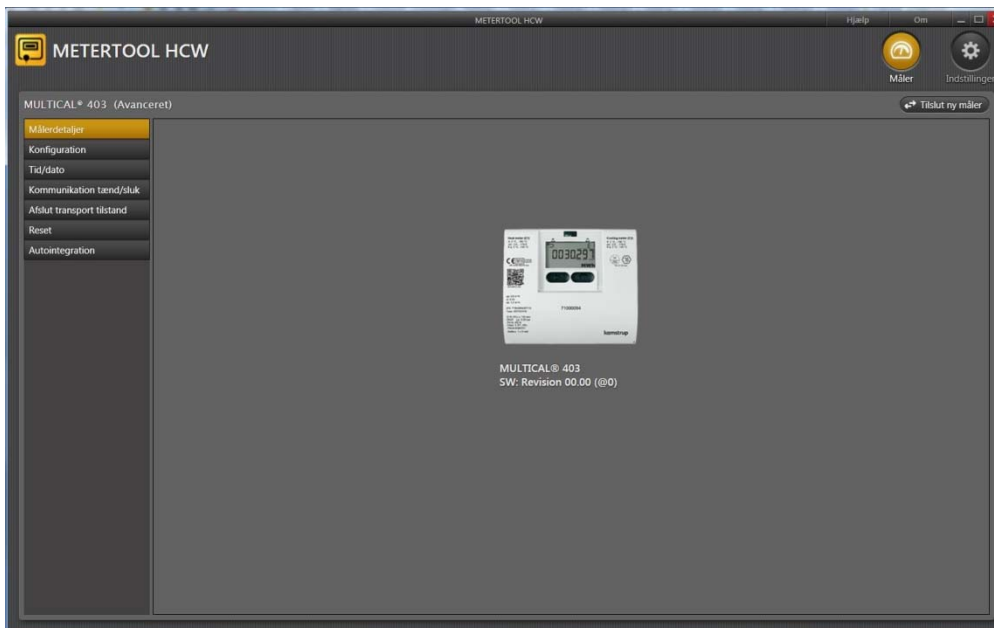 METERTOOL HCW
Hjælp
Om
METERTOOL HCW
Måler
Indstillinger
MULTICAL® 403 (Avanceret)
Tilslut ny måler
Målerdetaljer
Konfiguration
Tid/dato
Kommunikation tænd/sluk
Afslut transport tilstand
Reset
Autointegration
0030297
kamstrup
MULTICAL® 403
SW: Revision 00.00 (@0)